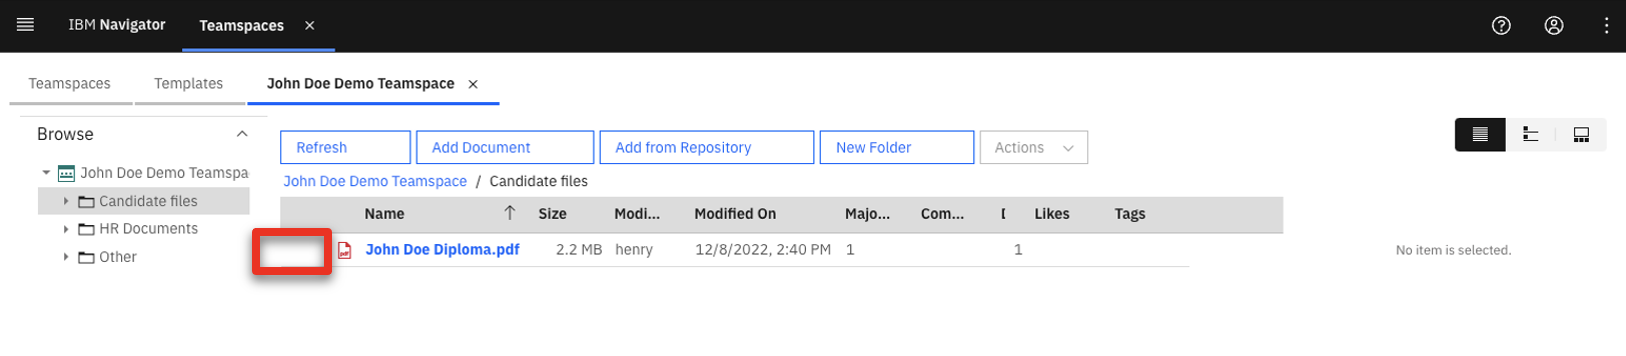 IBM Navigator Teamspaces
Teamspaces Templates John Doe Demo Teamspace
Browse
John Doe Demo Teamspa
Candidate files
HR Documents
Other
Refresh Add Document Add from Repository New Folder Actions
John Doe Demo Teamspace / Candidate files
Name Size Modi... Modified On Majo... Com... Likes Tags
pdf John Doe Diploma.pdf 2.2 MB henry 12/8/2022, 2:40 PM 1 1
No item is selected.